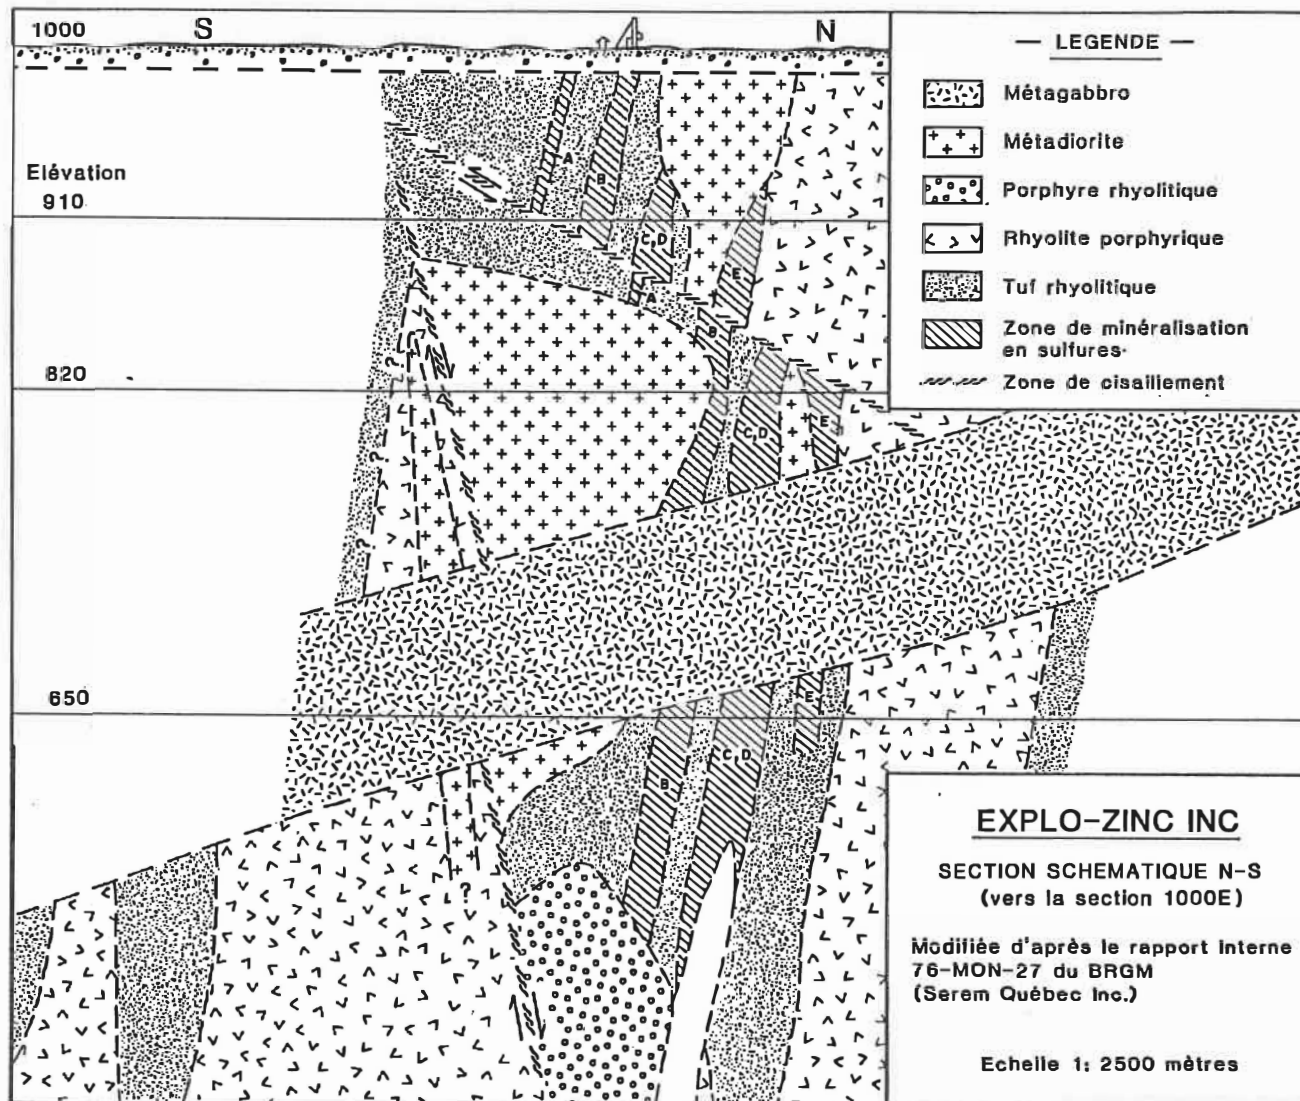 1000
S
N
Elévation
910
820
650
A
B
C,D
A
E
B
C,D
E
E
C,D
B
?
?
?
?
— LEGENDE —
Métagabbro
Métadiorite
Porphyre rhyolitique
Rhyolite porphyrique
Tuf rhyolitique
Zone de minéralisation
en sulfures
Zone de cisaillement
EXPLO-ZINC INC
SECTION SCHEMATIQUE N-S
(vers la section 1000E)
Modifiée d'après le rapport interne
76-MON-27 du BRGM
(Serem Québec Inc.)
Echelle 1: 2500 mètres